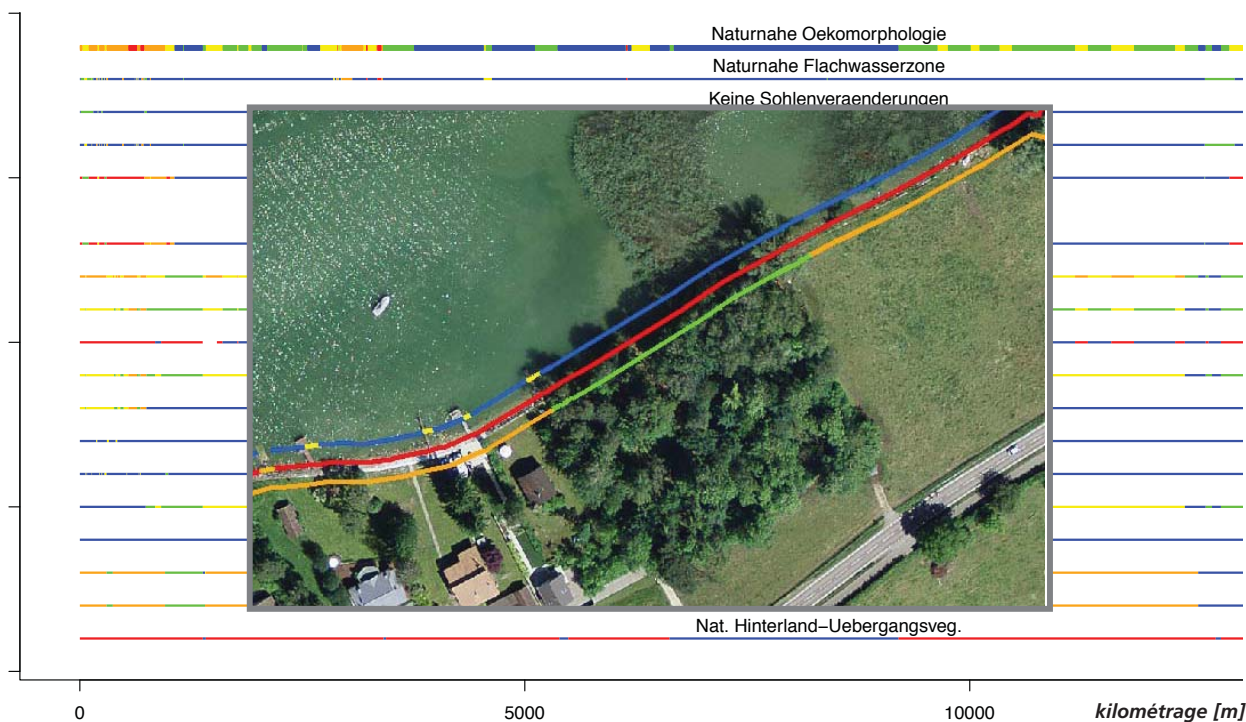 Naturnahe Oekomorphologie
Naturnahe Flachwasserzone
Keine Sohlenveraenderungen
Nat. Hinterland–Uebergangsveg.
0 5000 10000 kilométrage [m]